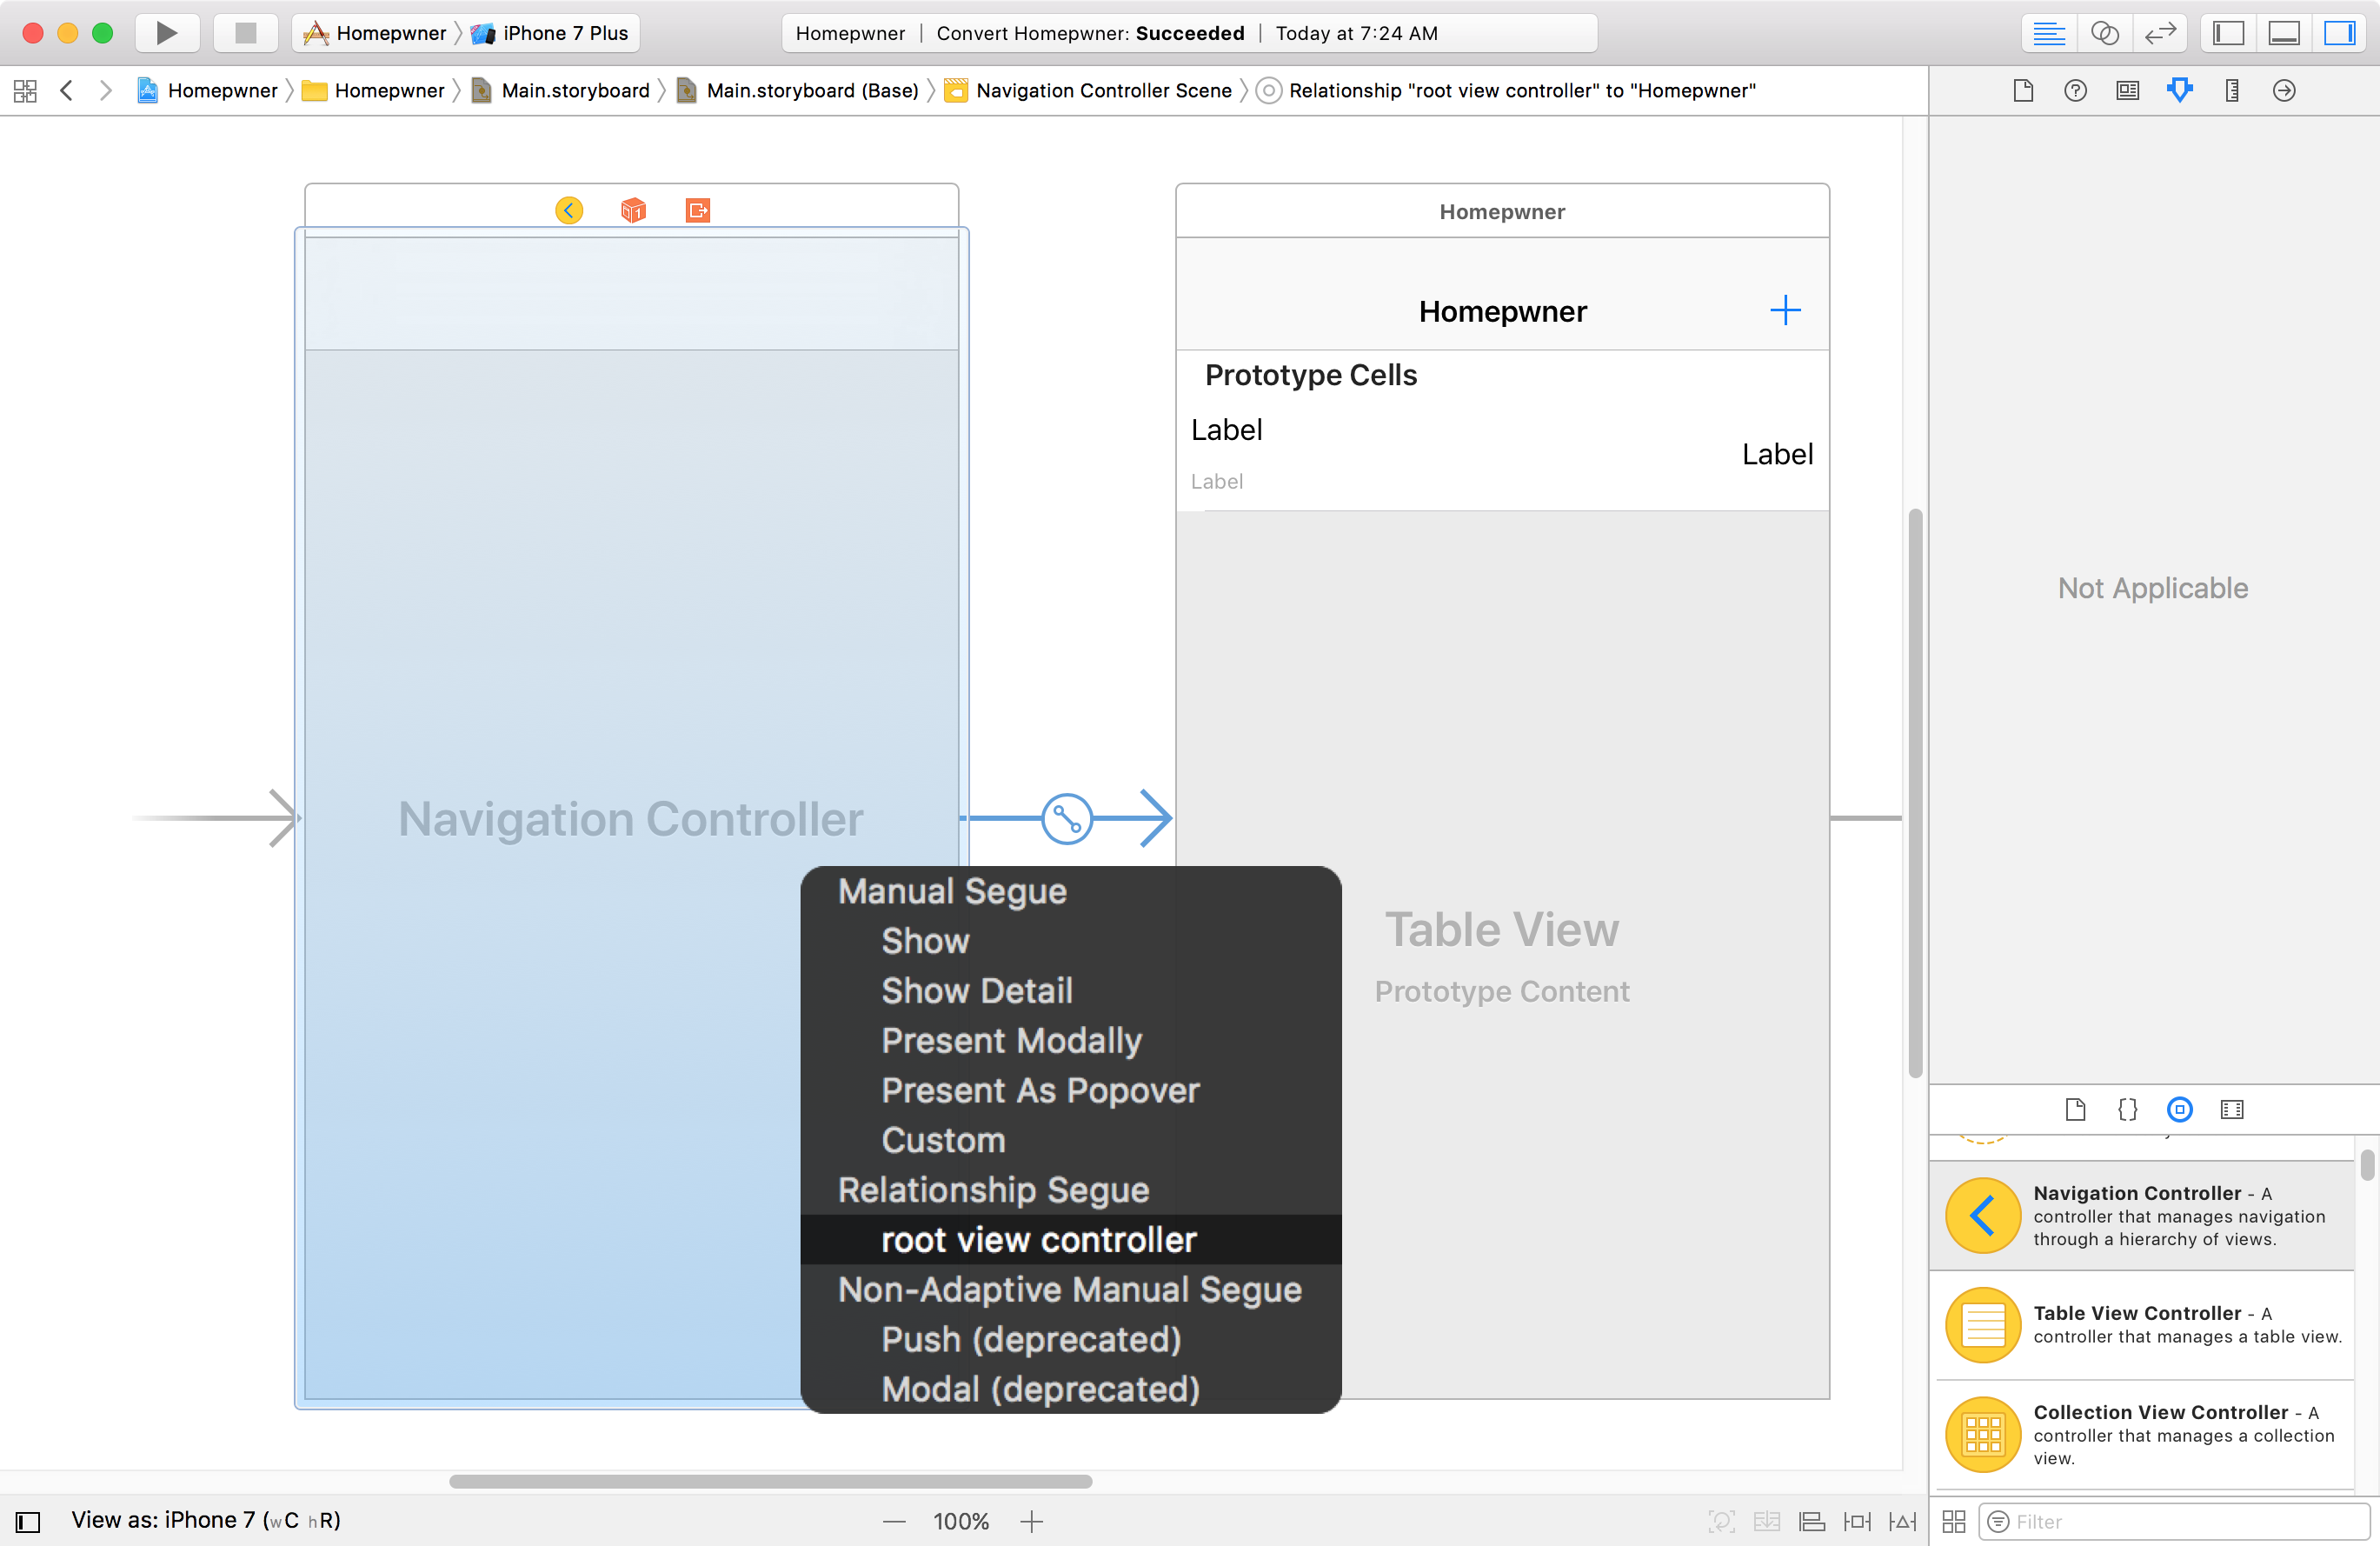 Homepwner
iPhone 7 Plus
Homepwner | Convert Homepwner: Succeeded | Today at 7:24 AM
Homepwner
Homepwner
Main.storyboard
Main.storyboard (Base)
Navigation Controller Scene
Relationship "root view controller" to "Homepwner"
Homepwner
Homepwner
Prototype Cells
Label
Label
Label
Not Applicable
Navigation Controller
Table View
Prototype Content
Manual Segue
Show
Show Detail
Present Modally
Present As Popover
Custom
Relationship Segue
root view controller
Non-Adaptive Manual Segue
Push (deprecated)
Modal (deprecated)
Navigation Controller - A
controller that manages navigation
through a hierarchy of views.
Table View Controller - A
controller that manages a table view.
Collection View Controller - A
controller that manages a collection
view.
View as: iPhone 7 (wC hR)
100%
Filter